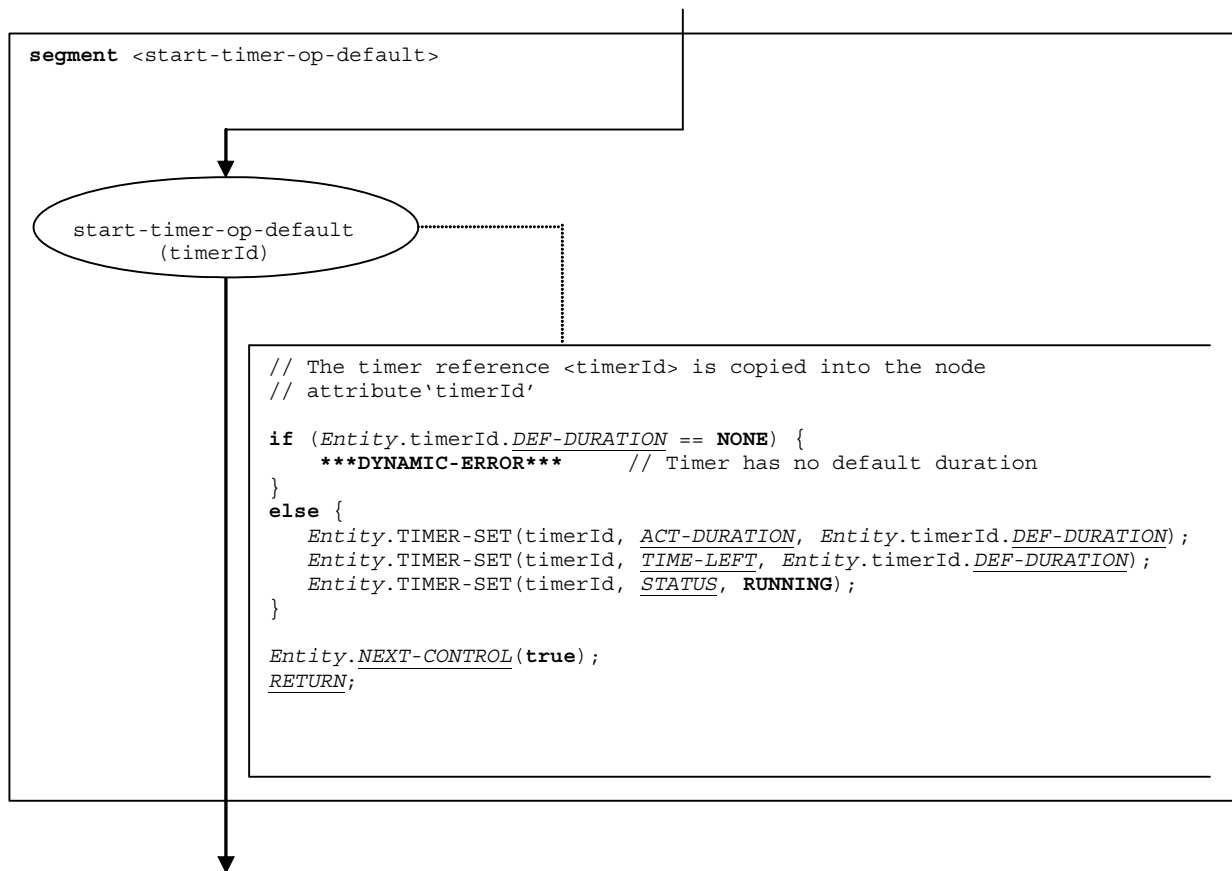 segment <start-timer-op-default>
start-timer-op-default
(timerId)
// The timer reference <timerId> is copied into the node
// attribute‘timerId’
if (Entity.timerId.DEF-DURATION == NONE) {
***DYNAMIC-ERROR*** // Timer has no default duration
}
else {
Entity.TIMER-SET(timerId, ACT-DURATION, Entity.timerId.DEF-DURATION);
Entity.TIMER-SET(timerId, TIME-LEFT, Entity.timerId.DEF-DURATION);
Entity.TIMER-SET(timerId, STATUS, RUNNING);
}
Entity.NEXT-CONTROL(true);
RETURN;